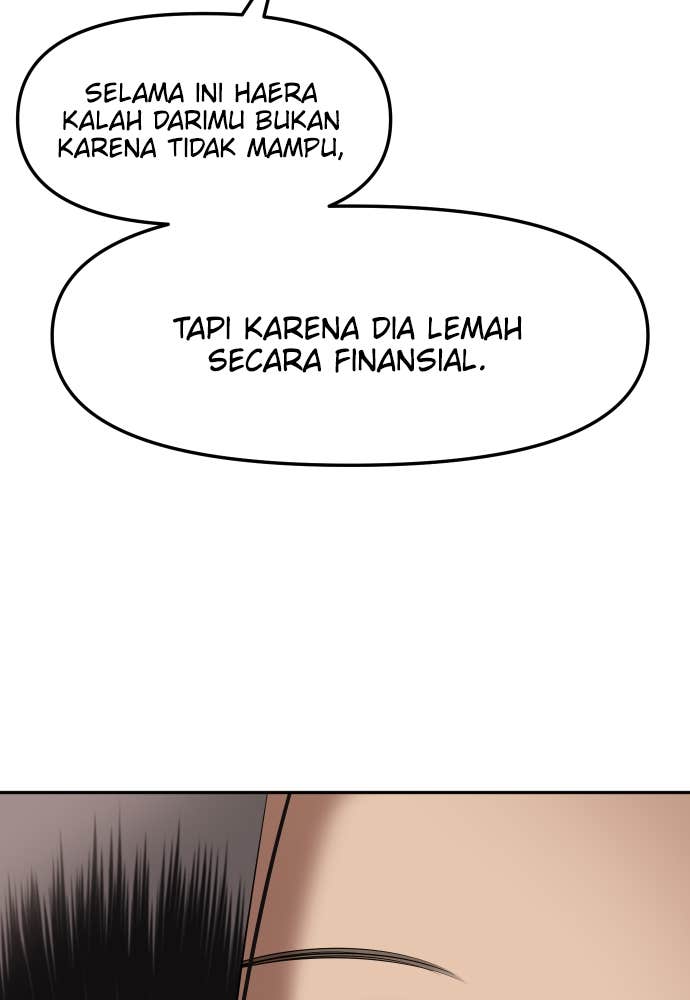 SELAMA INI HAERA
KALAH DARIMU BUKAN
KARENA TIDAK MAMPU,
TAPI KARENA DIA LEMAH
SECARA FINANSIAL.